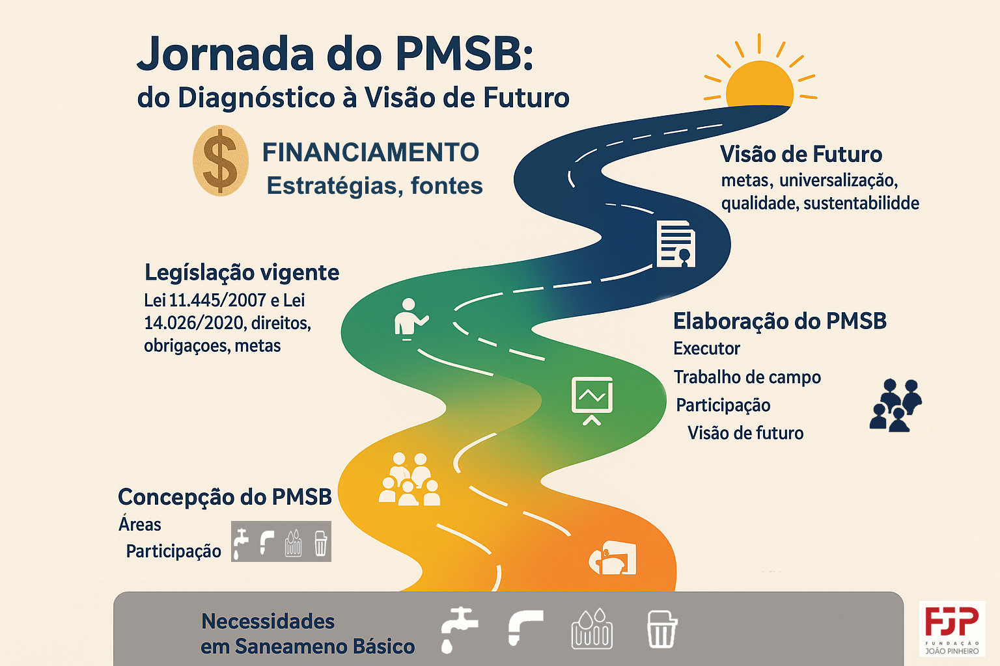 Jornada do PMSB:
do Diagnóstico à Visão de Futuro
$
FINANCIAMENTO
Estratégias, fontes
Visão de Futuro
metas, universalização,
qualidade, sustentabilidde
Legíslação vigente
Lei 11.445/2007 e Lei
14.026/2020, direitos,
obrigaçoes, metas
Elaboração do PMSB
Executor
Trabalho de campo
Participação
Visão de futuro
Concepção do PMSB
Áreas
Participação
Necessidades
em Saneameno Básico
FJP
FUNDAÇÃO
JOÃO PINHEIRO